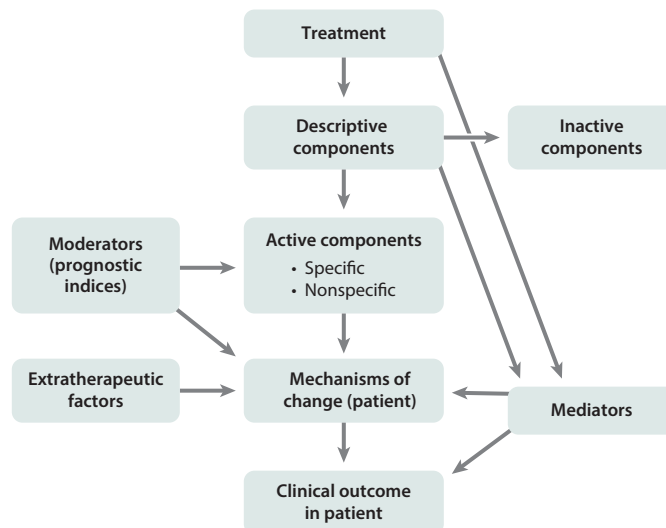 Treatment
Descriptive
components
Inactive
components
Moderators
(prognostic
indices)
Active components
• Specific
• Nonspecific
Extratherapeutic
factors
Mechanisms of
change (patient)
Mediators
Clinical outcome
in patient